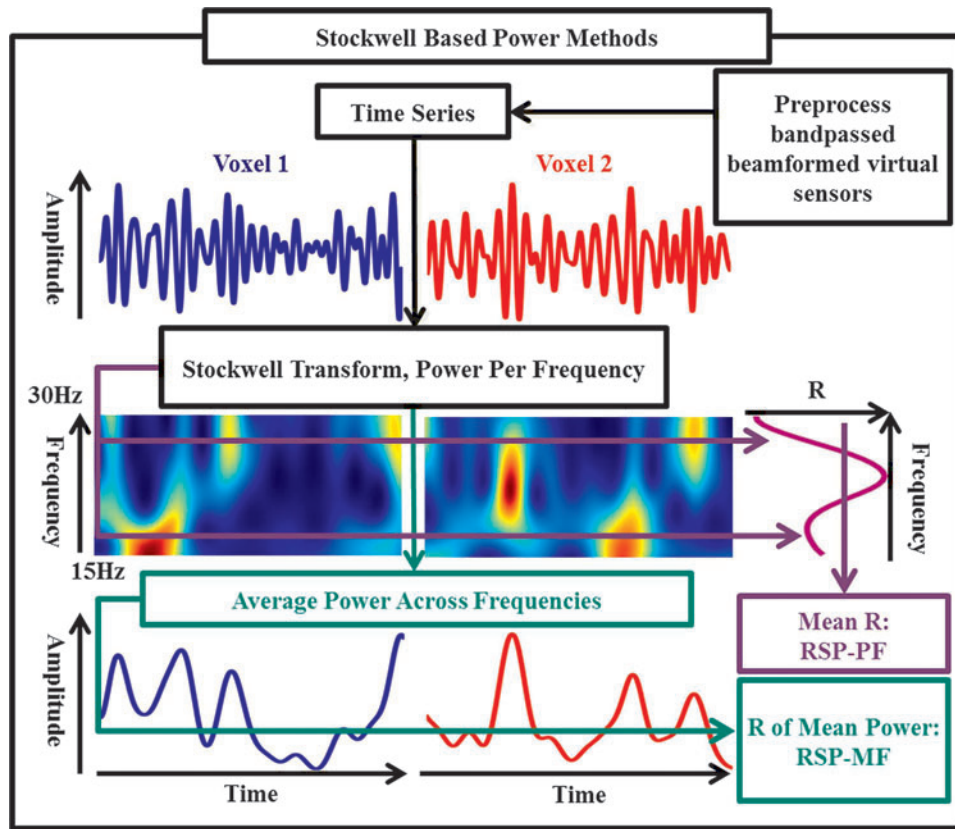 Stockwell Based Power Methods
Time Series
Preprocess
bandpassed
beamformed virtual
sensors
Voxel 1
Voxel 2
Amplitude
Stockwell Transform, Power Per Frequency
30Hz
R
Frequency
Frequency
15Hz
Average Power Across Frequencies
Mean R:
RSP-PF
Amplitude
R of Mean Power:
RSP-MF
Time
Time